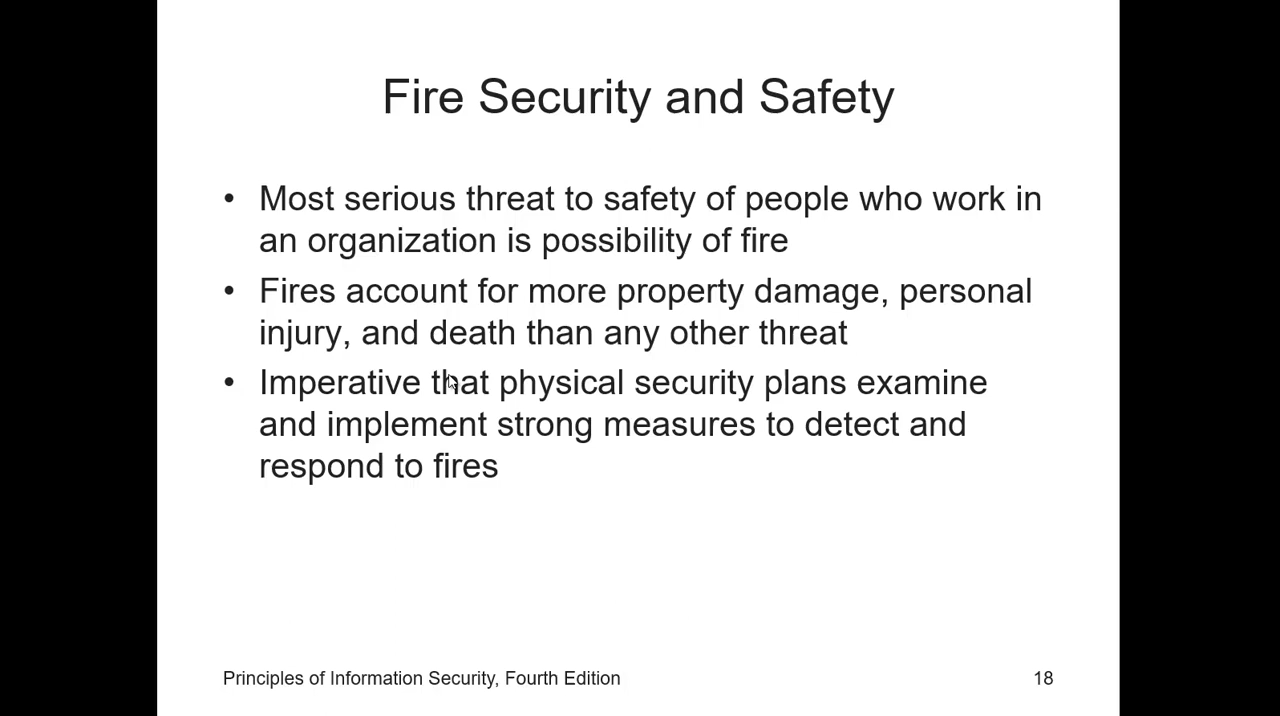 Fire Security and Safety
• Most serious threat to safety of people who work in
an organization is possibility of fire
• Fires account for more property damage, personal
injury, and death than any other threat
• Imperative that physical security plans examine
and implement strong measures to detect and
respond to fires
Principles of Information Security, Fourth Edition 18